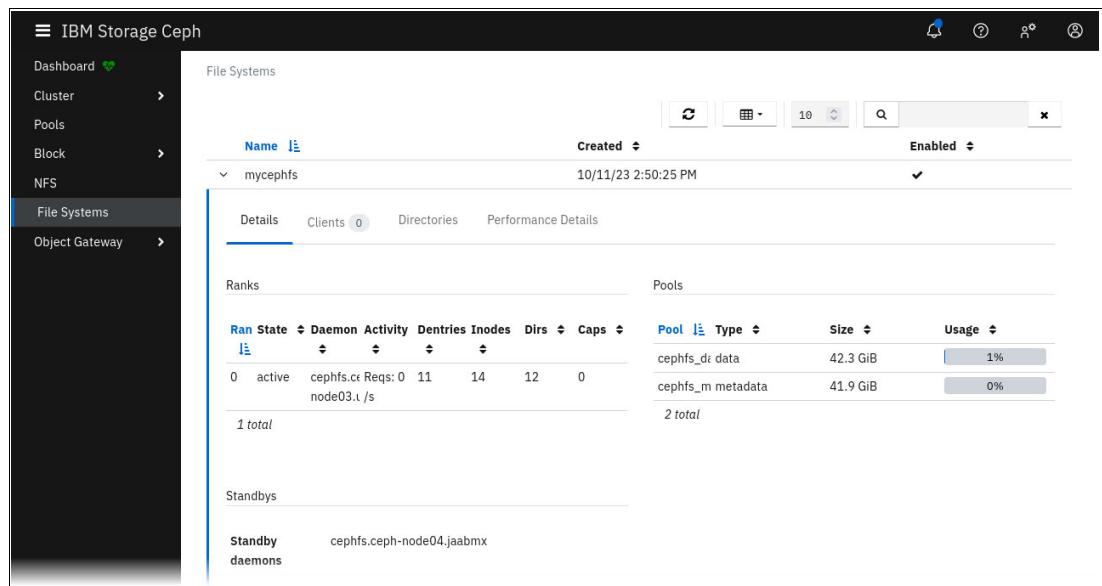 IBM Storage Ceph
Dashboard
Cluster
Pools
Block
NFS
File Systems
Object Gateway
File Systems
10
Name Created Enabled
mycephfs 10/11/23 2:50:25 PM
Details Clients 0 Directories Performance Details
Ranks
Ran State Daemon Activity Dentries Inodes Dirs Caps
0 active cephfs.ce Reqs: 0 11 14 12 0
node03.u /s
1 total
Pools
Pool Type Size Usage
cephfs_da data 42.3 GiB 1%
cephfs_m metadata 41.9 GiB 0%
2 total
Standbys
Standby cephfs.ceph-node04.jaabmx
daemons